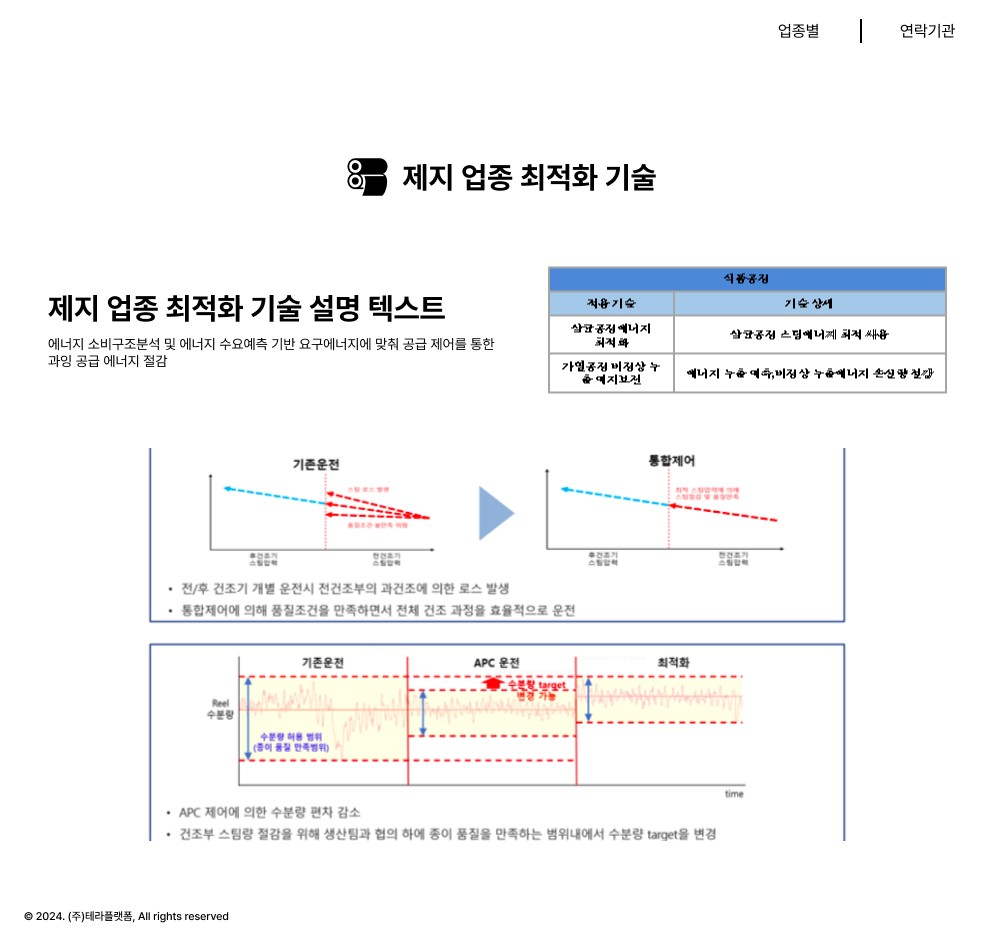 업종별
연락기관
제지 업종 최적화 기술
제지 업종 최적화 기술 설명 텍스트
에너지 소비구조분석 및 에너지 수요예측 기반 요구에너지에 맞춰 공급 제어를 통한
과잉 공급 에너지 절감
식품공정
적용기술
기술 상세
살균공정 에너지
최적화
살균공정 스팀에너지 최적 사용
가열공정 비정상 누
출 예지보전
에너지 누출 예측,비정상 누출에너지 손실량 절감
기존운전
통합제어
스팀 로스 발생
품질조건 불만족 위험
최적 스팀압력에 의해
스팀절감 및 품질만족
후건조기
스팀압력
전건조기
스팀압력
후건조기
스팀압력
전건조기
스팀압력
• 전/후 건조기 개별 운전시 전건조부의 과건조에 의한 로스 발생
• 통합제어에 의해 품질조건을 만족하면서 전체 건조 과정을 효율적으로 운전
기존운전
APC 운전
최적화
수분량 target
변경 가능
Reel
수분량
수분량 허용 범위
(종이 품질 만족범위)
time
• APC 제어에 의한 수분량 편차 감소
• 건조부 스팀량 절감을 위해 생산팀과 협의 하에 종이 품질을 만족하는 범위내에서 수분량 target을 변경
© 2024. (주)테라플랫폼, All rights reserved